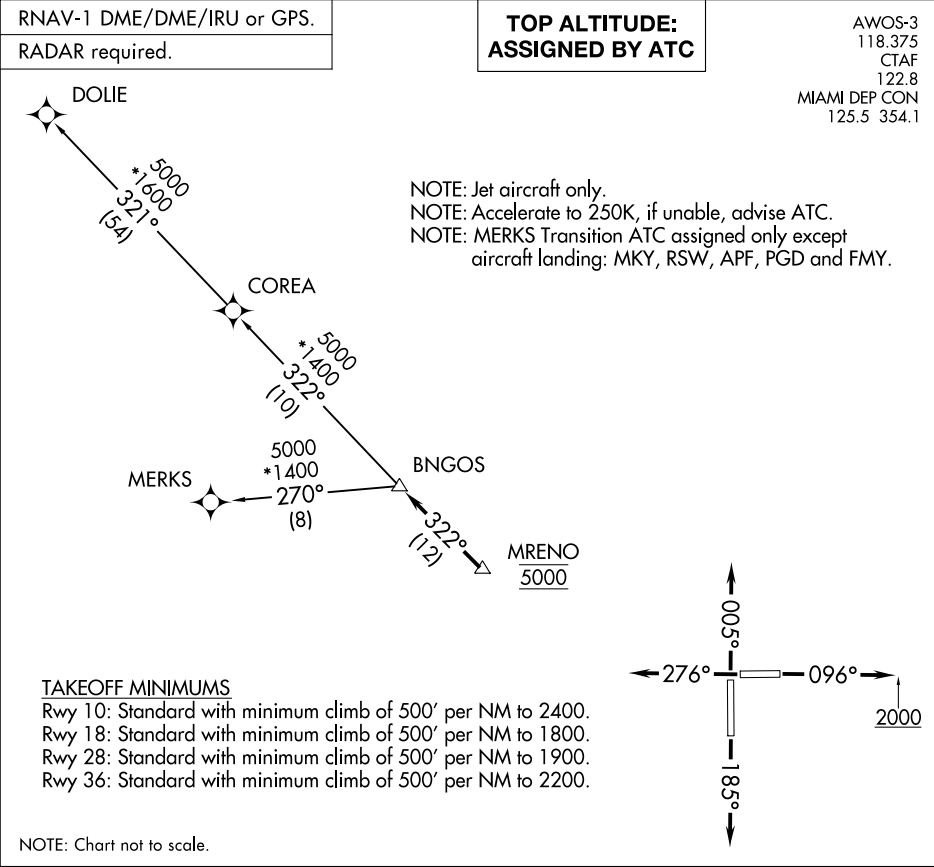 RNAV-1 DME/DME/IRU or GPS.
RADAR required.
TOP ALTITUDE:
ASSIGNED BY ATC
AWOS-3
118.375
CTAF
122.8
MIAMI DEP CON
125.5 354.1
DOLIE
5000
*1600
321°
(54)
NOTE: Jet aircraft only.
NOTE: Accelerate to 250K, if unable, advise ATC.
NOTE: MERKS Transition ATC assigned only except
aircraft landing: MKY, RSW, APF, PGD and FMY.
COREA
5000
*1400
322°
(10)
5000
*1400
270°
(8)
MERKS
BNGOS
322°
(12)
MRENO
5000
005°
276°
096°
2000
185°
TAKEOFF MINIMUMS
Rwy 10: Standard with minimum climb of 500' per NM to 2400.
Rwy 18: Standard with minimum climb of 500' per NM to 1800.
Rwy 28: Standard with minimum climb of 500' per NM to 1900.
Rwy 36: Standard with minimum climb of 500' per NM to 2200.
NOTE: Chart not to scale.